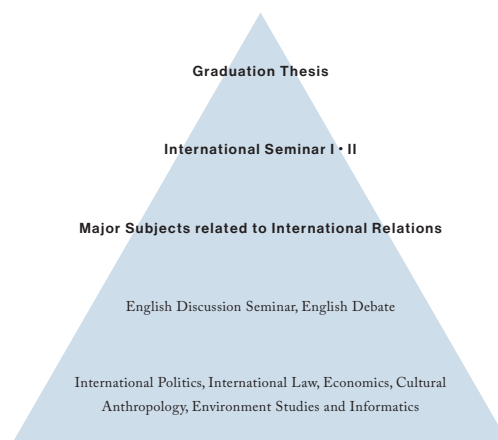 Graduation Thesis
International Seminar I・II
Major Subjects related to International Relations
English Discussion Seminar, English Debate
International Politics, International Law, Economics, Cultural
Anthropology, Environment Studies and Informatics